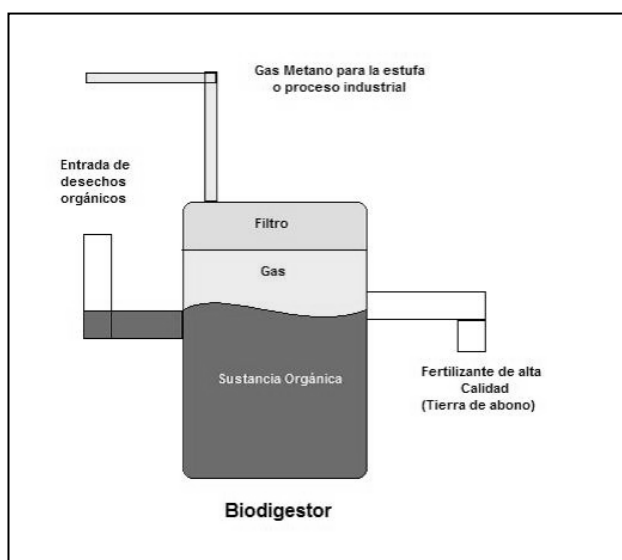 Gas Metano para la estufa
o proceso industrial
Entrada de
desechos
orgánicos
Filtro
Gas
Sustancia Orgánica
Fertilizante de alta
Calidad
(Tierra de abono)
Biodigestor